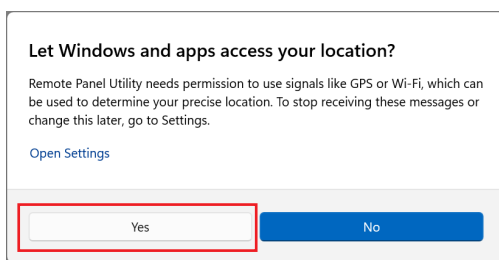 Let Windows and apps access your location?
Remote Panel Utility needs permission to use signals like GPS or Wi-Fi, which can
be used to determine your precise location. To stop receiving these messages or
change this later, go to Settings.
Open Settings
Yes
No